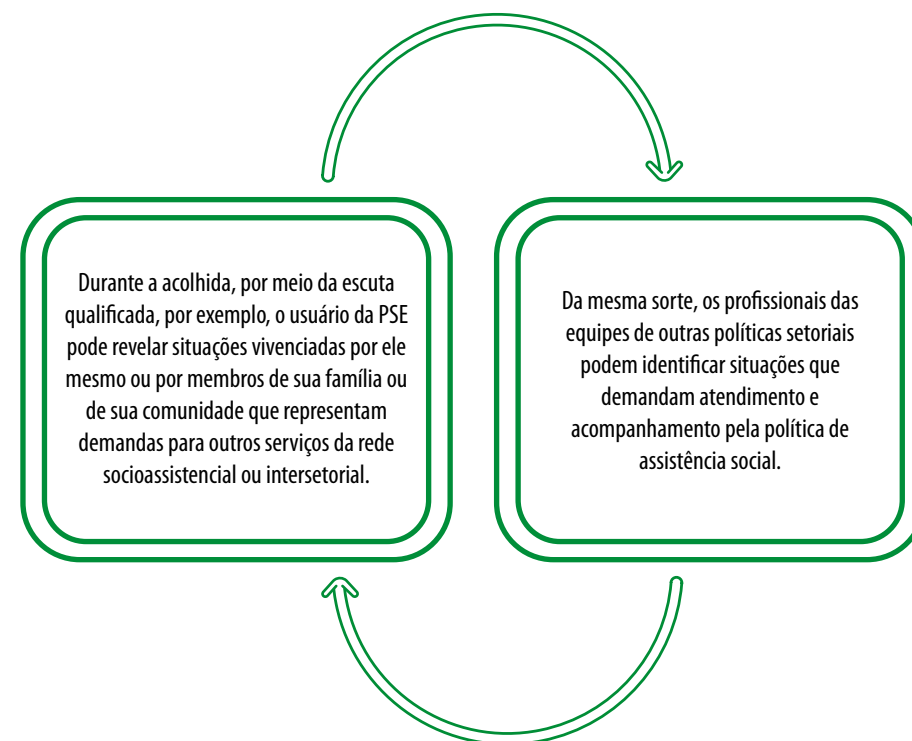 Durante a acolhida, por meio da escuta
qualificada, por exemplo, o usuário da PSE
pode revelar situações vivenciadas por ele
mesmo ou por membros de sua família ou
de sua comunidade que representam
demandas para outros serviços da rede
socioassistencial ou intersetorial.
Da mesma sorte, os profissionais das
equipes de outras políticas setoriais
podem identificar situações que
demandam atendimento e
acompanhamento pela política de
assistência social.